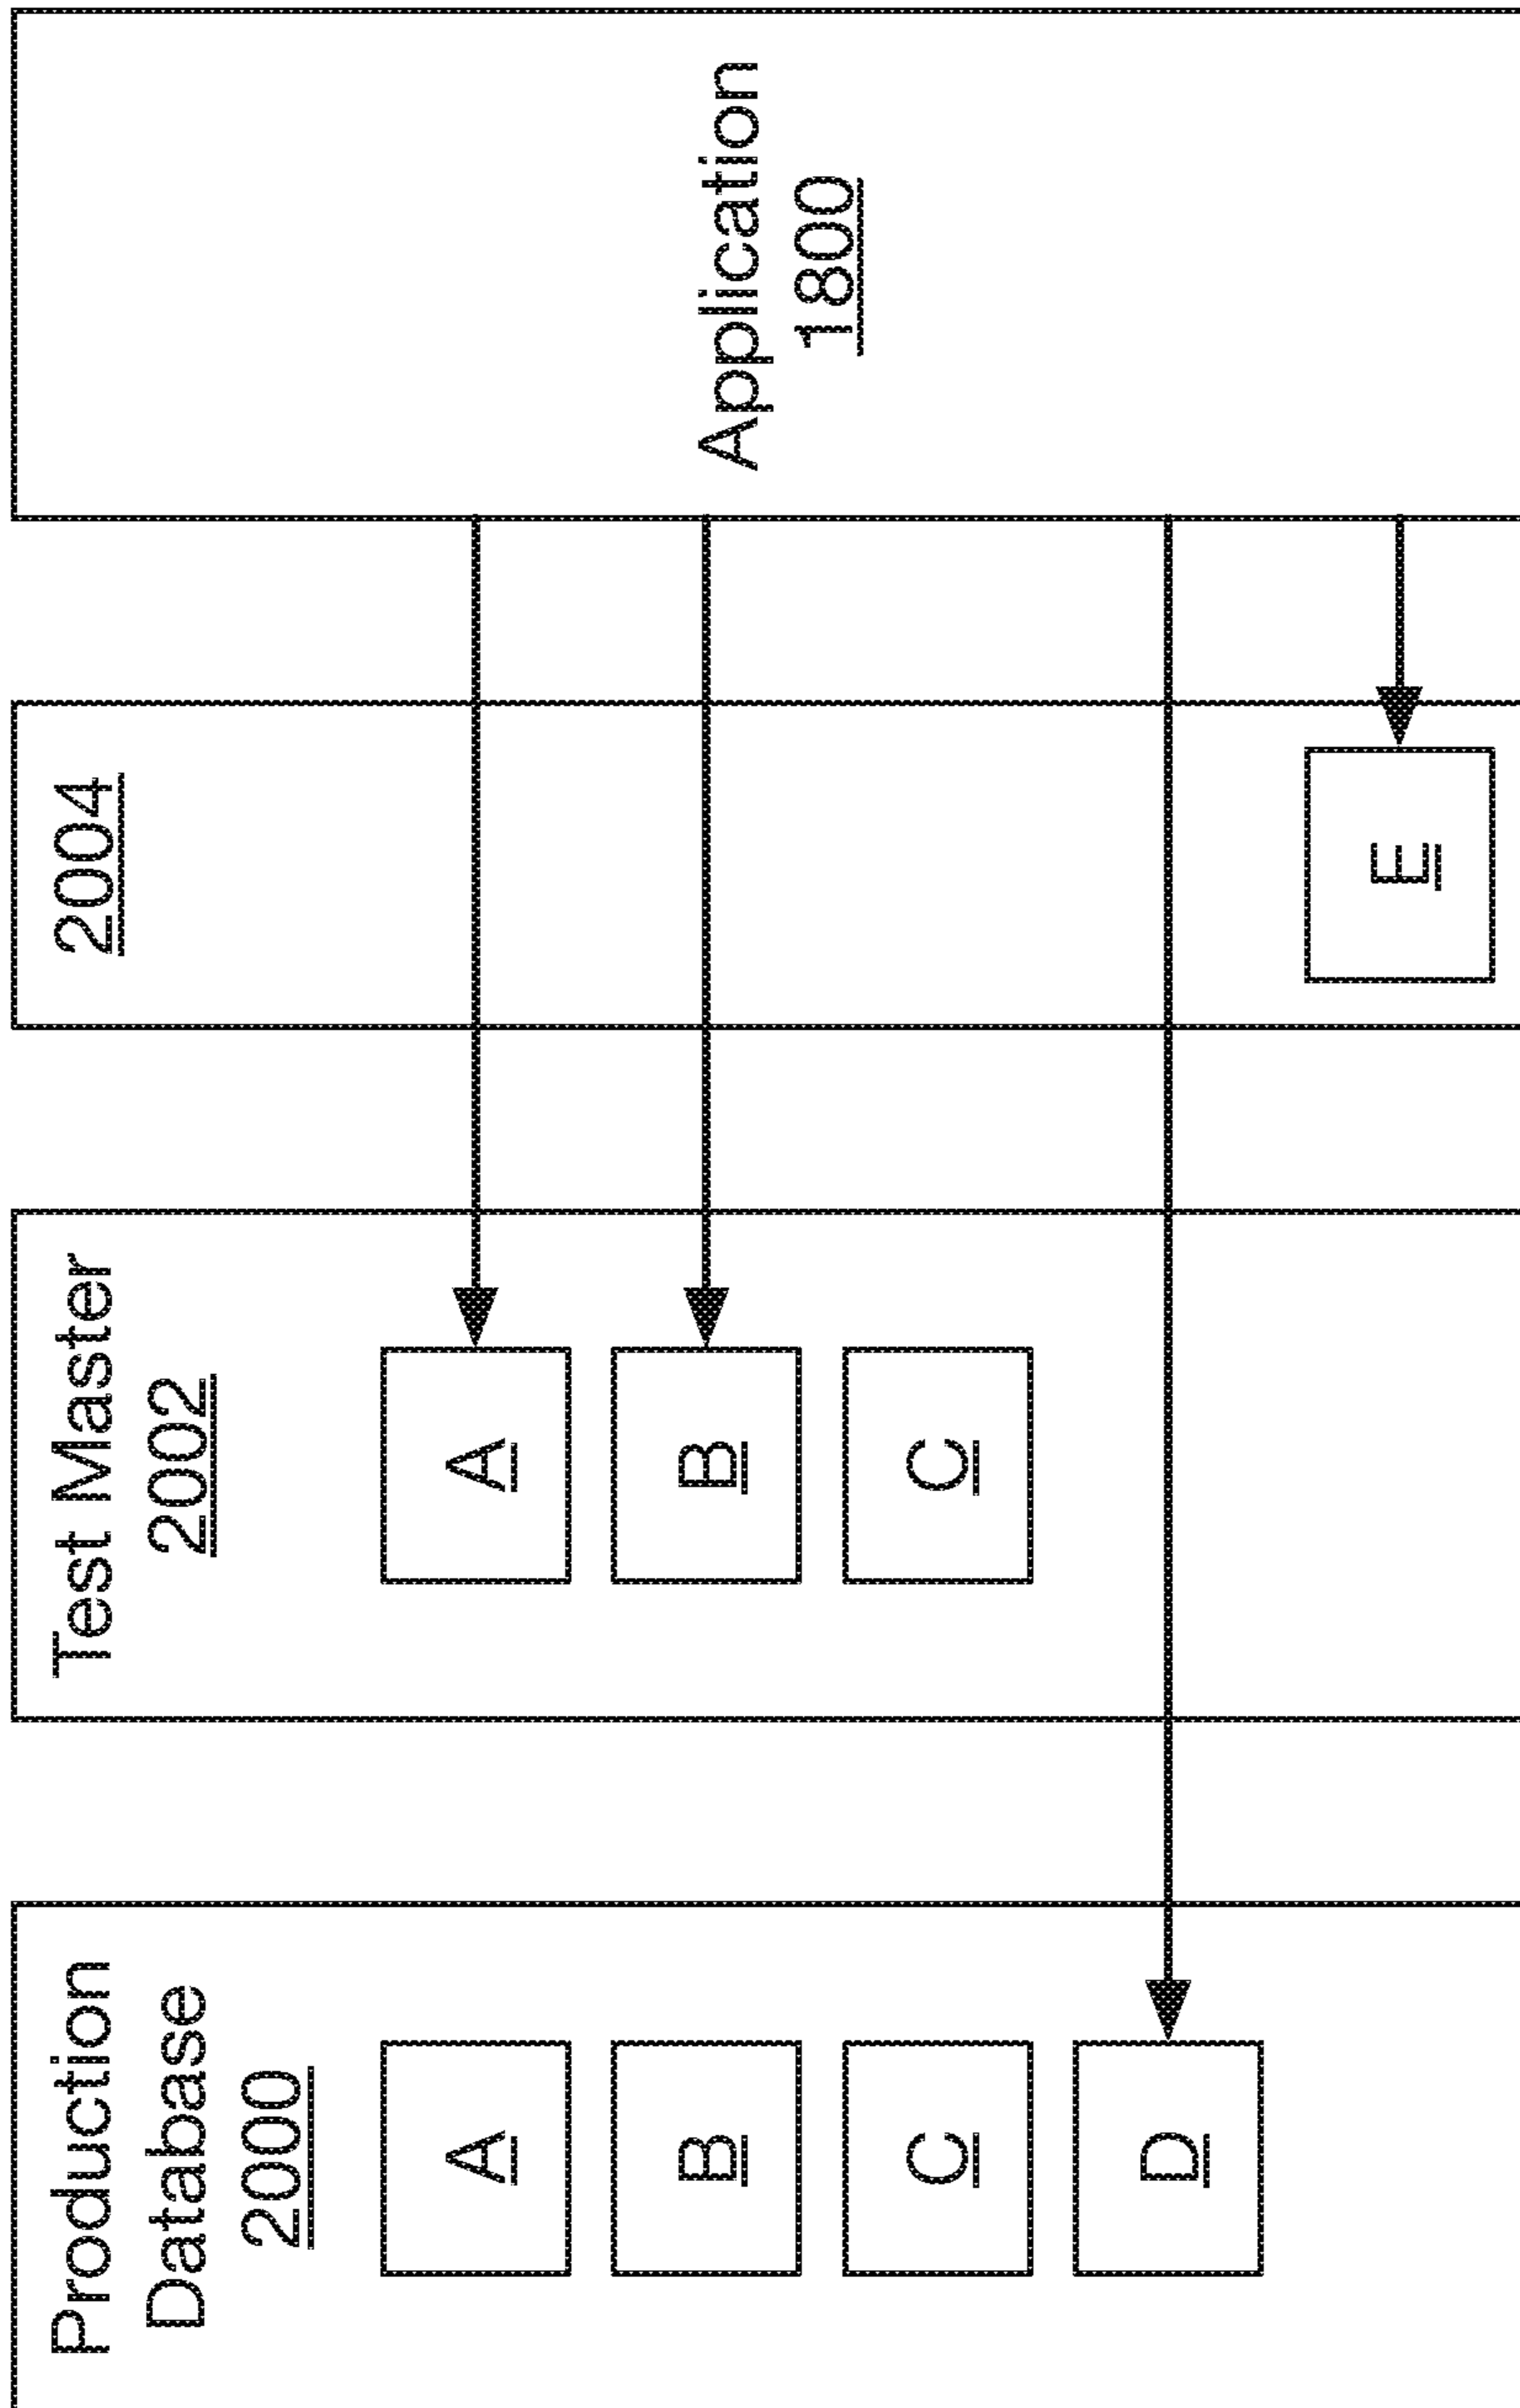 Production
Database
2000
A
B
C
D
Test Master
2002
A
B
C
2004
E
Application
1800